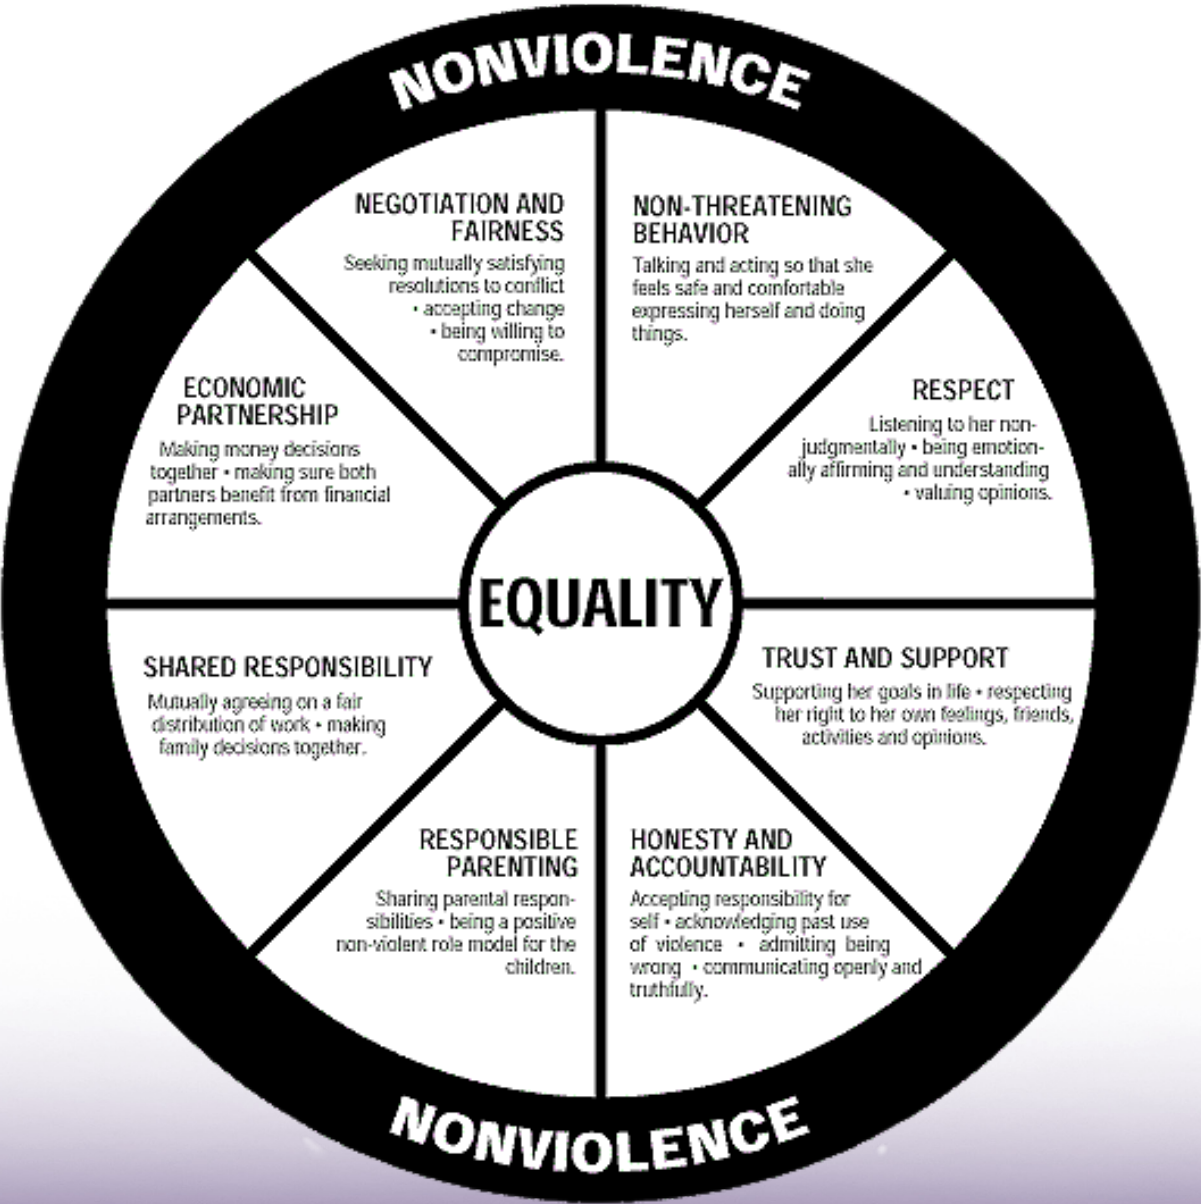 NONVIOLENCE
NEGOTIATION AND
FAIRNESS
Seeking mutually satisfying
resolutions to conflict
• accepting change
• being willing to
compromise.
NON-THREATENING
BEHAVIOR
Talking and acting so that she
feels safe and comfortable
expressing herself and doing
things.
ECONOMIC
PARTNERSHIP
Making money decisions
together • making sure both
partners benefit from financial
arrangements.
RESPECT
Listening to her non-
judgmentally • being emotion-
ally affirming and understanding
• valuing opinions.
EQUALITY
SHARED RESPONSIBILITY
Mutually agreeing on a fair
distribution of work • making
family decisions together.
TRUST AND SUPPORT
Supporting her goals in life • respecting
her right to her own feelings, friends,
activities and opinions.
RESPONSIBLE
PARENTING
Sharing parental respon-
sibilities • being a positive
non-violent role model for the
children.
HONESTY AND
ACCOUNTABILITY
Accepting responsibility for
self • acknowledging past use
of violence • admitting being
wrong • communicating openly and
truthfully.
NONVIOLENCE